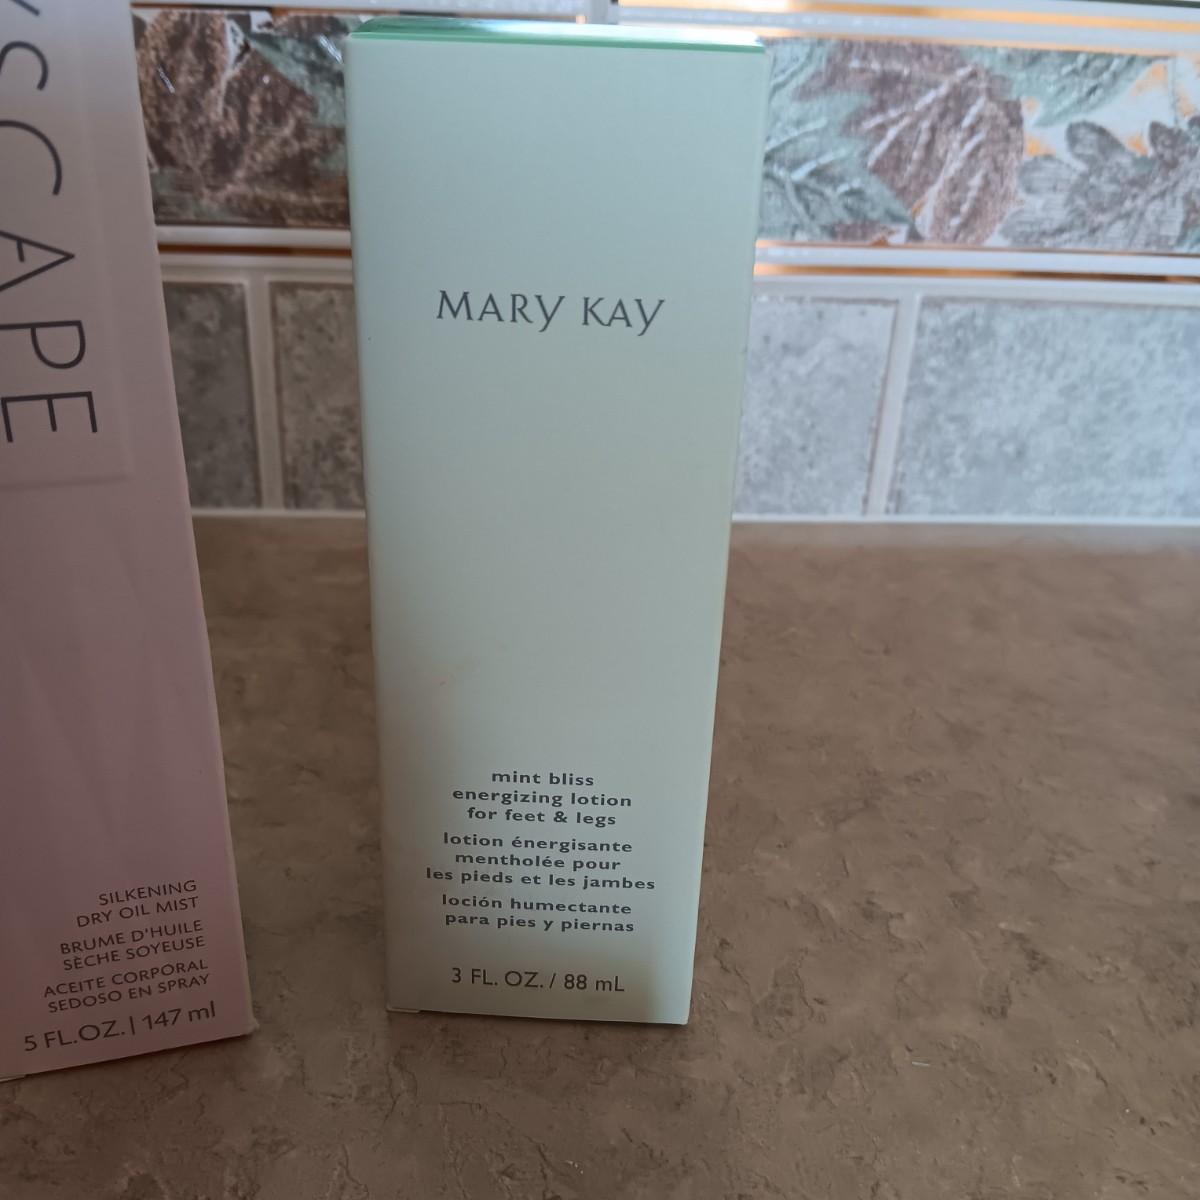 SCAPE
SILKENING
DRY OIL MIST
BRUME D'HUILE
SÈCHE SOYEUSE
ACEITE CORPORAL
SEDOSO EN SPRAY
5 FL.OZ.| 147 ml
MARY KAY
mint bliss
energizing lotion
for feet & legs
lotion énergisante
mentholée pour
les pieds et les jambes
loción humectante
para pies y piernas
3 FL. OZ. / 88 mL